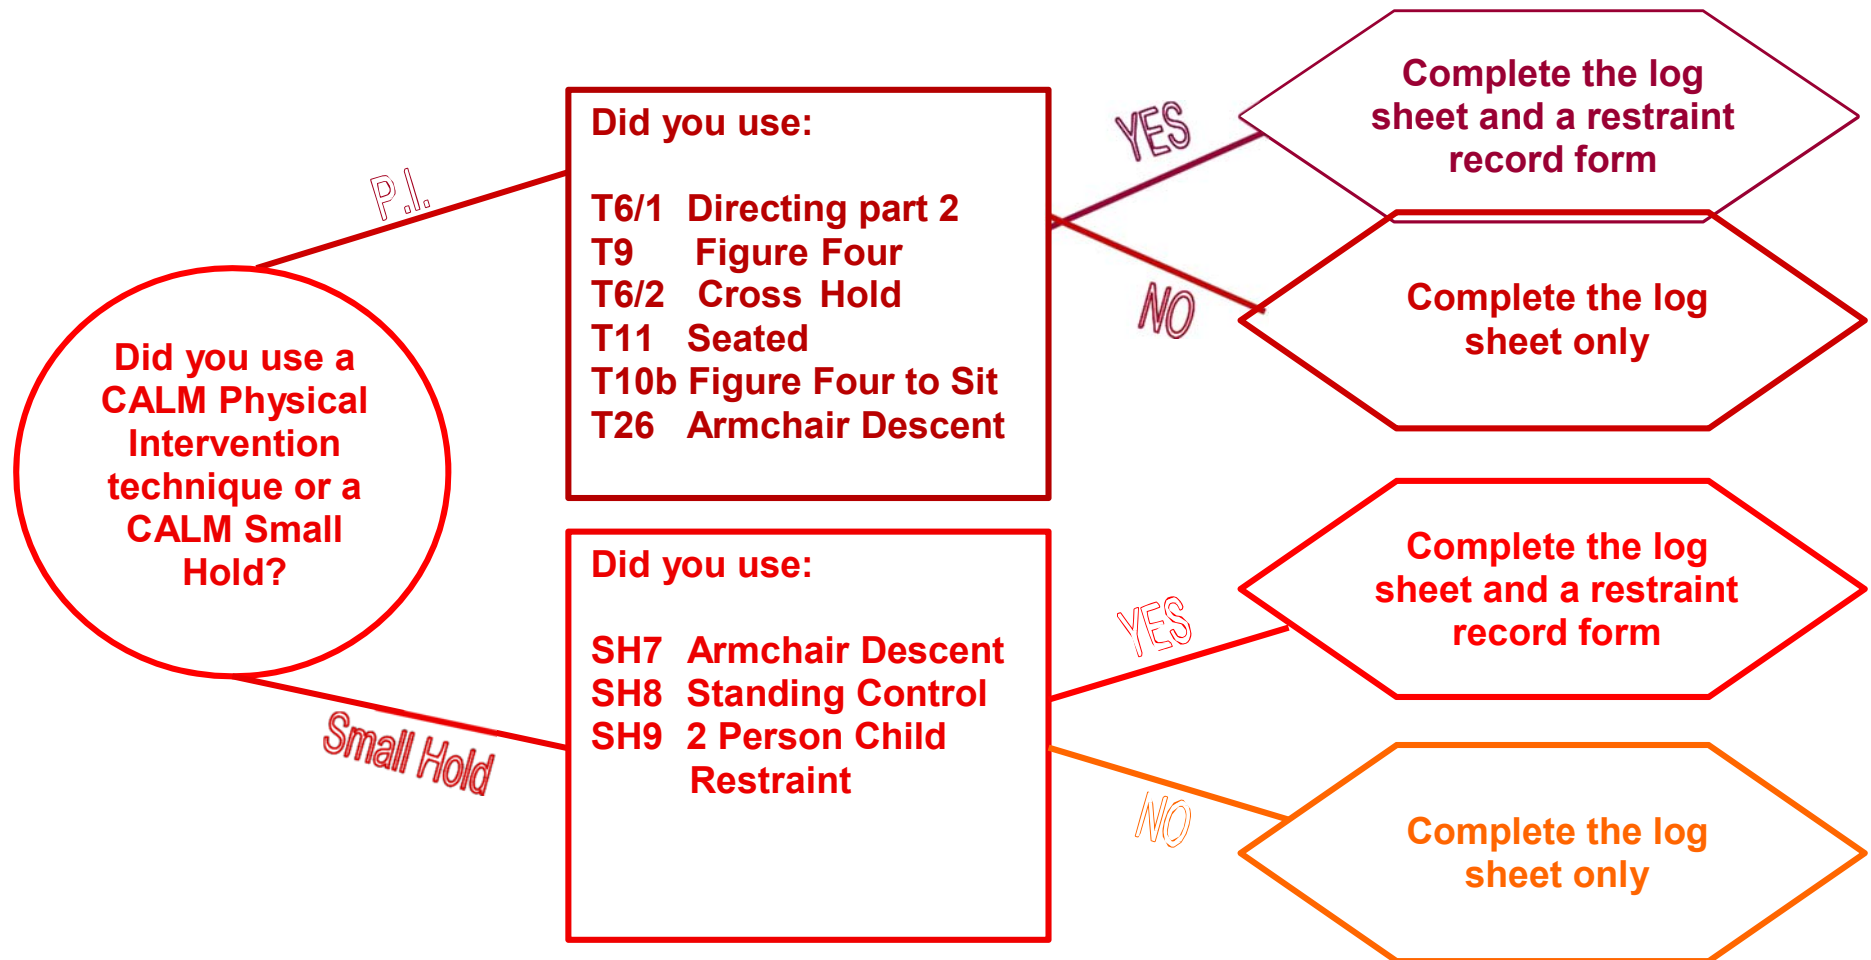 Did you use a
CALM Physical
Intervention
technique or a
CALM Small
Hold?
P.I.
Small Hold
Did you use:
T6/1 Directing part 2
T9 Figure Four
T6/2 Cross Hold
T11 Seated
T10b Figure Four to Sit
T26 Armchair Descent
YES
NO
Complete the log
sheet and a restraint
record form
Complete the log
sheet only
Did you use:
SH7 Armchair Descent
SH8 Standing Control
SH9 2 Person Child
Restraint
YES
NO
Complete the log
sheet and a restraint
record form
Complete the log
sheet only